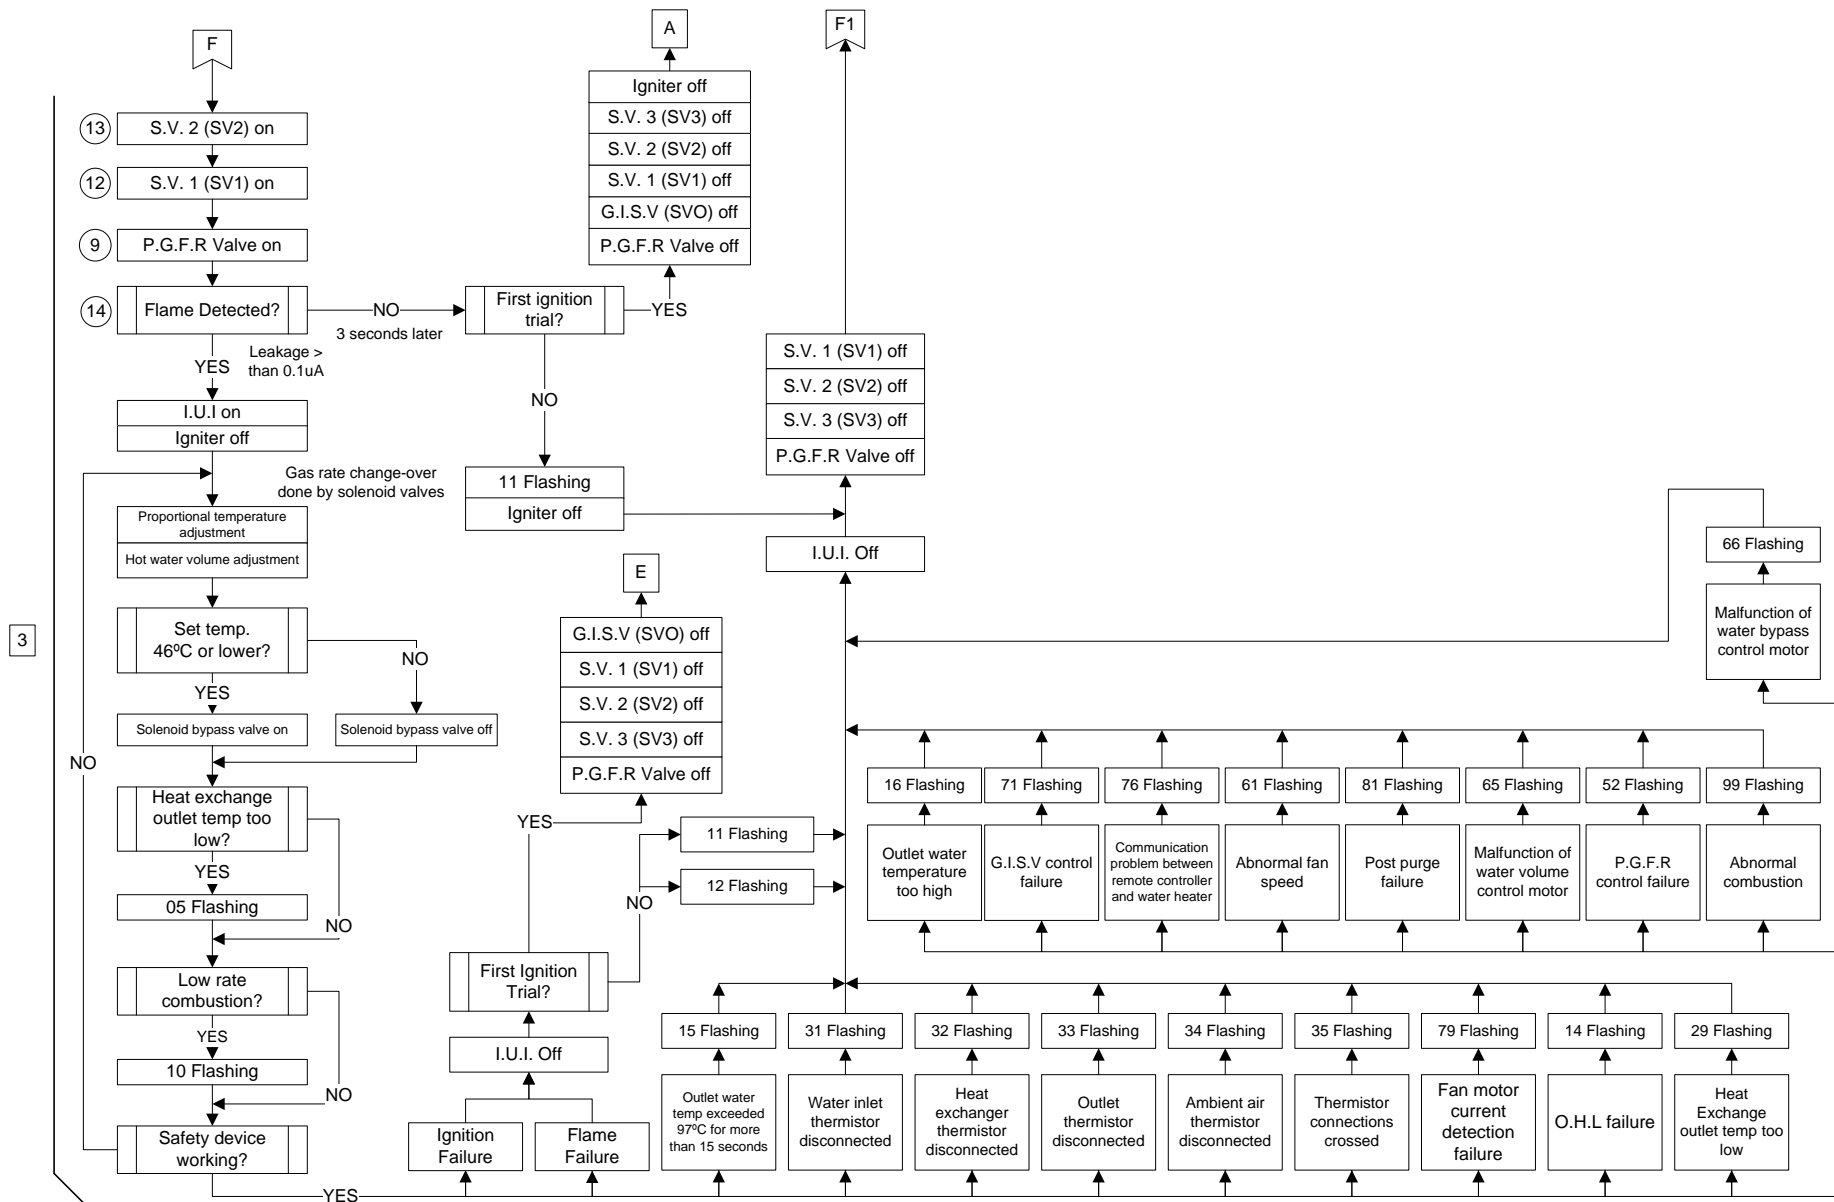 F
13
S.V. 2 (SV2) on
12
S.V. 1 (SV1) on
9
P.G.F.R Valve on
14
Flame Detected?
NO
3 seconds later
YES
Leakage >
than 0.1uA
I.U.I on
Igniter off
Gas rate change-over
done by solenoid valves
Proportional temperature
adjustment
Hot water volume adjustment
3
Set temp.
46ºC or lower?
NO
YES
Solenoid bypass valve on
Solenoid bypass valve off
NO
Heat exchange
outlet temp too
low?
YES
05 Flashing
NO
Low rate
combustion?
YES
10 Flashing
NO
Safety device
working?
YES
A
Igniter off
S.V. 3 (SV3) off
S.V. 2 (SV2) off
S.V. 1 (SV1) off
G.I.S.V (SVO) off
P.G.F.R Valve off
First ignition
trial?
YES
NO
11 Flashing
Igniter off
F1
S.V. 1 (SV1) off
S.V. 2 (SV2) off
S.V. 3 (SV3) off
P.G.F.R Valve off
I.U.I. Off
E
G.I.S.V (SVO) off
S.V. 1 (SV1) off
S.V. 2 (SV2) off
S.V. 3 (SV3) off
P.G.F.R Valve off
YES
11 Flashing
12 Flashing
NO
First Ignition
Trial?
I.U.I. Off
Ignition
Failure
Flame
Failure
66 Flashing
Malfunction of
water bypass
control motor
16 Flashing
71 Flashing
76 Flashing
61 Flashing
81 Flashing
65 Flashing
52 Flashing
99 Flashing
Outlet water
temperature
too high
G.I.S.V control
failure
Communication
problem between
remote controller
and water heater
Abnormal fan
speed
Post purge
failure
Malfunction of
water volume
control motor
P.G.F.R
control failure
Abnormal
combustion
15 Flashing
31 Flashing
32 Flashing
33 Flashing
34 Flashing
35 Flashing
79 Flashing
14 Flashing
29 Flashing
Outlet water
temp exceeded
97ºC for more
than 15 seconds
Water inlet
thermistor
disconnected
Heat
exchanger
thermistor
disconnected
Outlet
thermistor
disconnected
Ambient air
thermistor
disconnected
Thermistor
connections
crossed
Fan motor
current
detection
failure
O.H.L failure
Heat
Exchange
outlet temp too
low